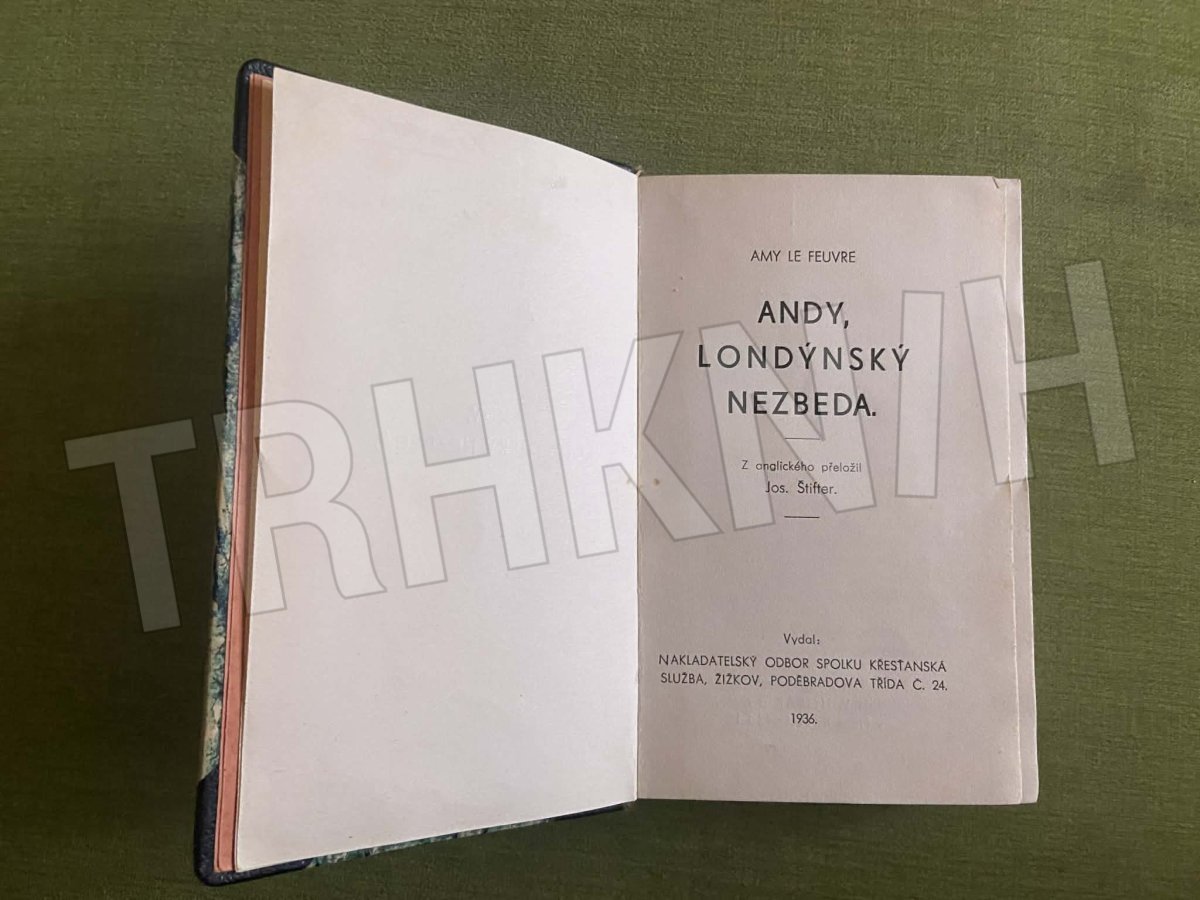 AMY LE FEUVRE
ANDY,
LONDÝNSKÝ
NEZBEDA.
Z anglického přeložil
Jos. Štifter.
Vydal:
NAKLADATELSKÝ ODBOR SPOLKU KŘESŤANSKÁ
SLUŽBA, ŽIŽKOV, PODĚBRADOVA TŘÍDA Č. 24.
1936.
TRHKNIH